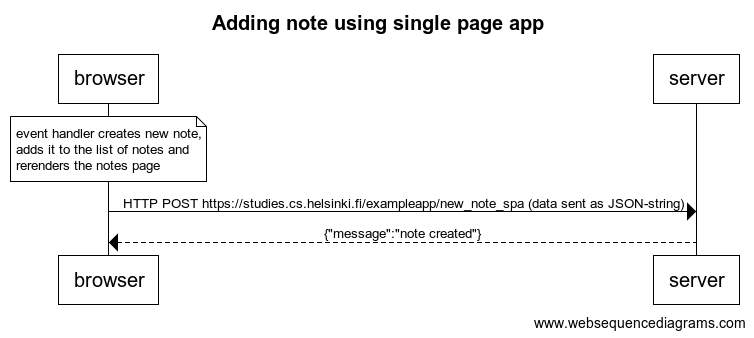 Adding note using single page app
browser
server
event handler creates new note,
adds it to the list of notes and
rerenders the notes page
HTTP POST https://studies.cs.helsinki.fi/exampleapp/new_note_spa (data sent as JSON-string)
{"message":"note created"}
browser
server
www.websequencediagrams.com